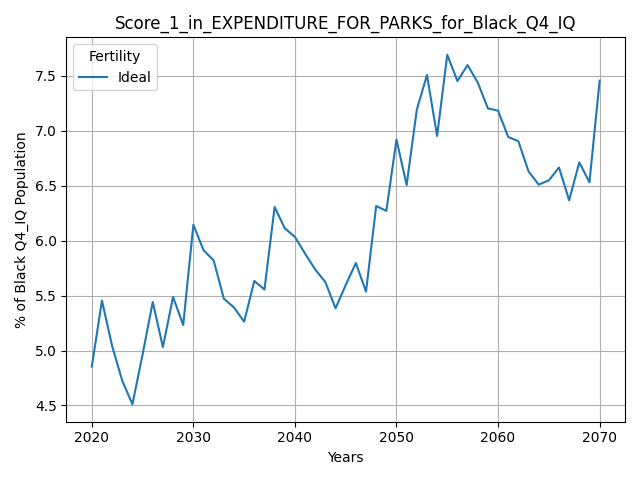 Score_1_in_EXPENDITURE_FOR_PARKS_for_Black_Q4_IQ
Fertility
Ideal
% of Black Q4_IQ Population
7.5
7.0
6.5
6.0
5.5
5.0
4.5
2020 2030 2040 2050 2060 2070
Years